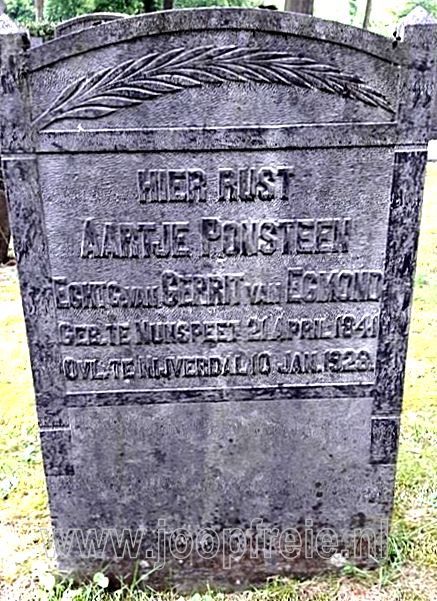 HIER RUST
AARTJE PONSTEEN
ECHTG. VAN GERRIT VAN EGMOND
GEB. TE NUNSPEET 21 APRIL 1841
OVL. TE NIJVERDAL 10 JAN. 1928.
www.joopfreie.nl